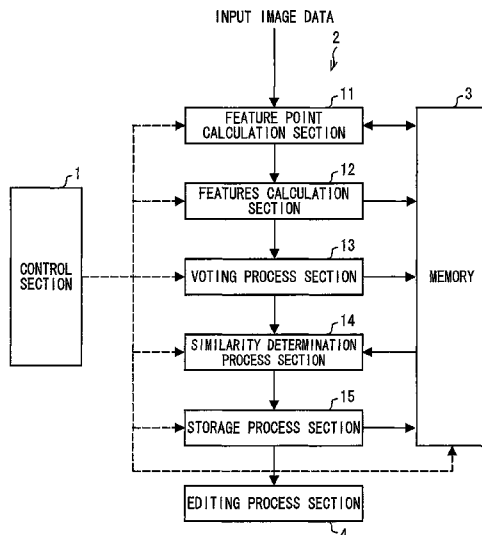 INPUT IMAGE DATA
2
11
3
FEATURE POINT
CALCULATION SECTION
12
1
FEATURES CALCULATION
SECTION
13
CONTROL
SECTION
VOTING PROCESS SECTION
MEMORY
14
SIMILARITY DETERMINATION
PROCESS SECTION
15
STORAGE PROCESS SECTION
EDITING PROCESS SECTION
4